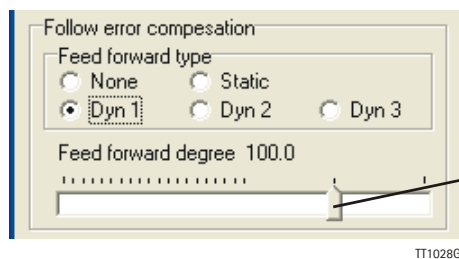 Follow error compesation
Feed forward type
None Static
Dyn 1 Dyn 2 Dyn 3
Feed forward degree 100.0
TT1028G